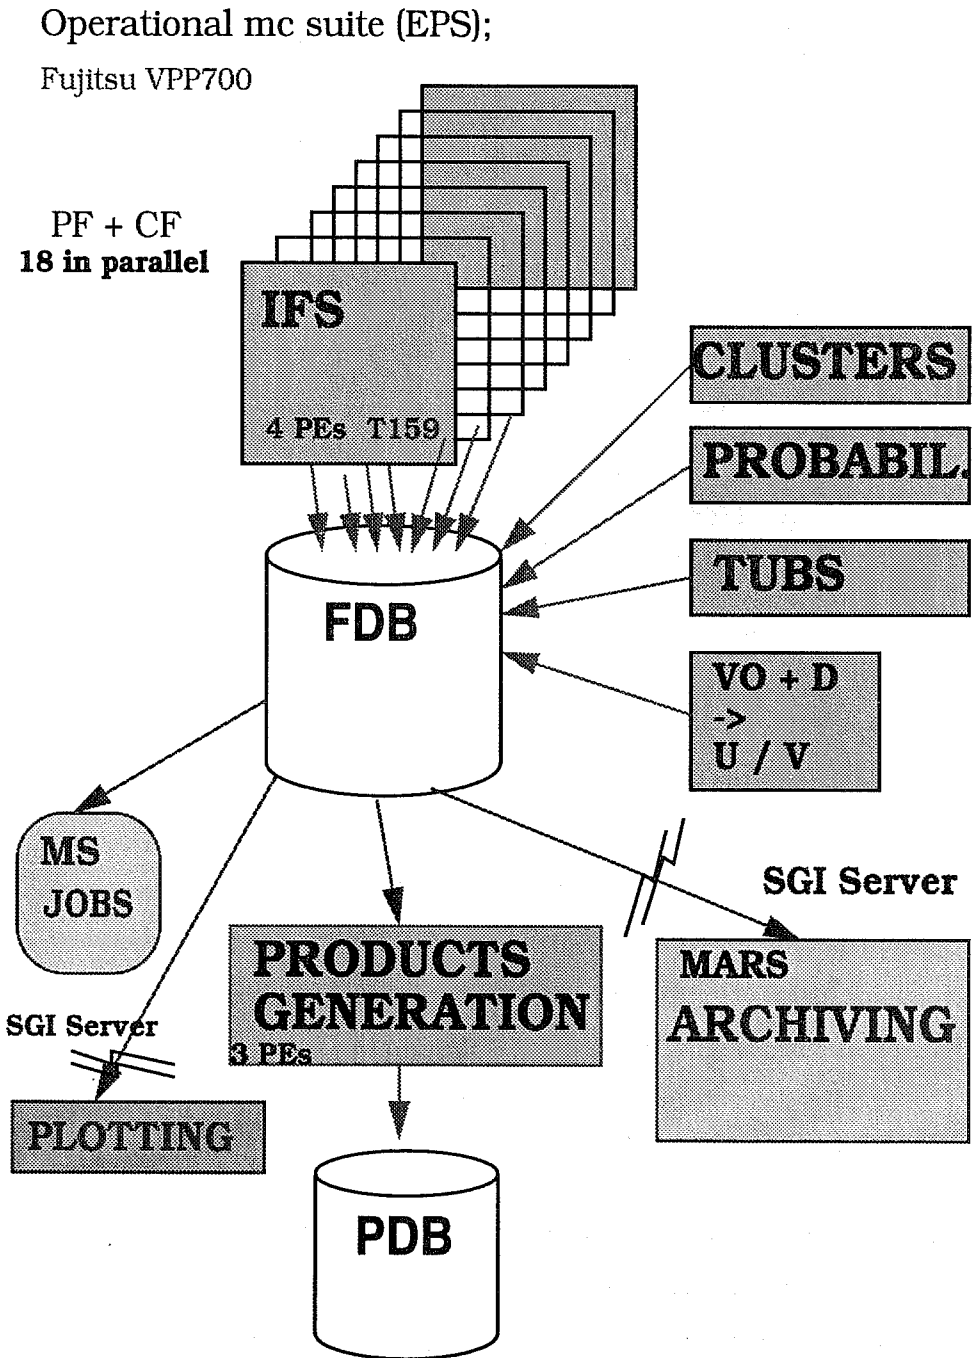 Operational mc suite (EPS);
Fujitsu VPP700
PF + CF
18 in parallel
IFS
4 PEs T159
CLUSTERS
PROBABIL.
TUBS
FDB
VO + D
->
U / V
MS
JOBS
SGI Server
MARS
ARCHIVING
PRODUCTS
GENERATION
3 PEs
SGI Server
PLOTTING
PDB